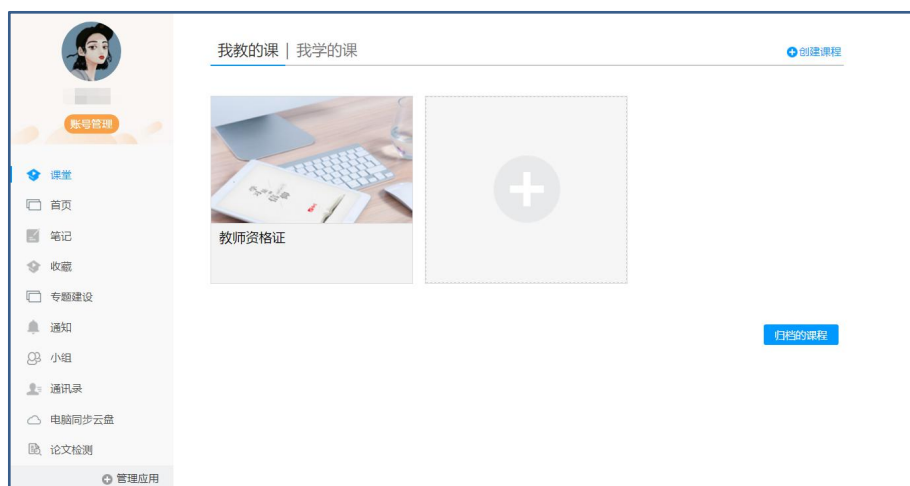 我教的课 | 我学的课
创建课程
账号管理
课堂
首页
笔记
收藏
专题建设
通知
小组
通讯录
电脑同步云盘
论文检测
管理应用
教师资格证
归档的课程